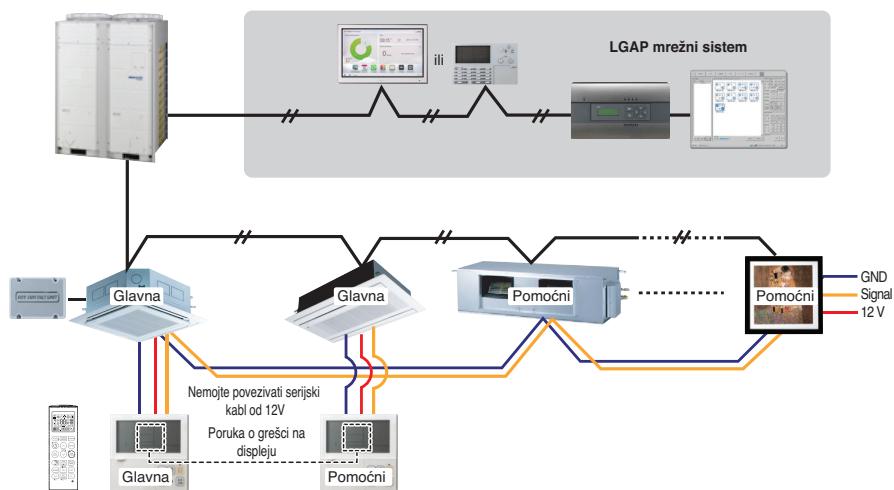 ili
LGAP mrežni sistem
Glavna
Glavna
Pomoćni
Pomoćni
GND
Signal
12 V
Nemojte povezivati serijski
kabl od 12V
Poruka o grešci na
displeju
Glavna
Pomoćni